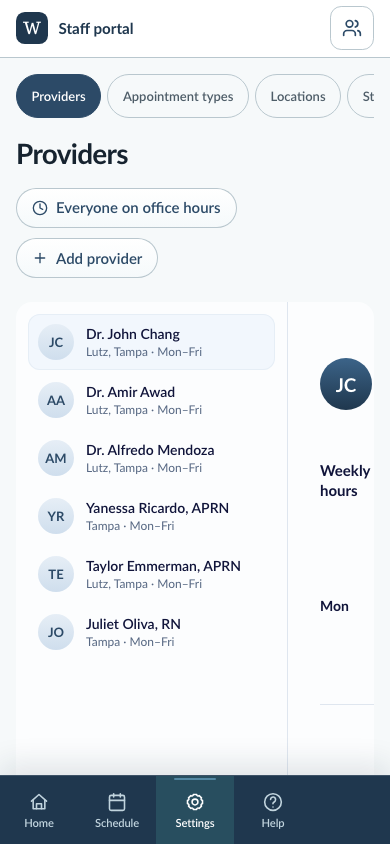 W Staff portal
Providers Appointment types Locations St
Providers
Everyone on office hours
+ Add provider
JC Dr. John Chang
Lutz, Tampa · Mon–Fri
AA Dr. Amir Awad
Lutz, Tampa · Mon–Fri
AM Dr. Alfredo Mendoza
Lutz, Tampa · Mon–Fri
YR Yanessa Ricardo, APRN
Tampa · Mon–Fri
TE Taylor Emmerman, APRN
Lutz, Tampa · Mon–Fri
JO Juliet Oliva, RN
Tampa · Mon–Fri
JC
Weekly
hours
Mon
Home Schedule Settings Help